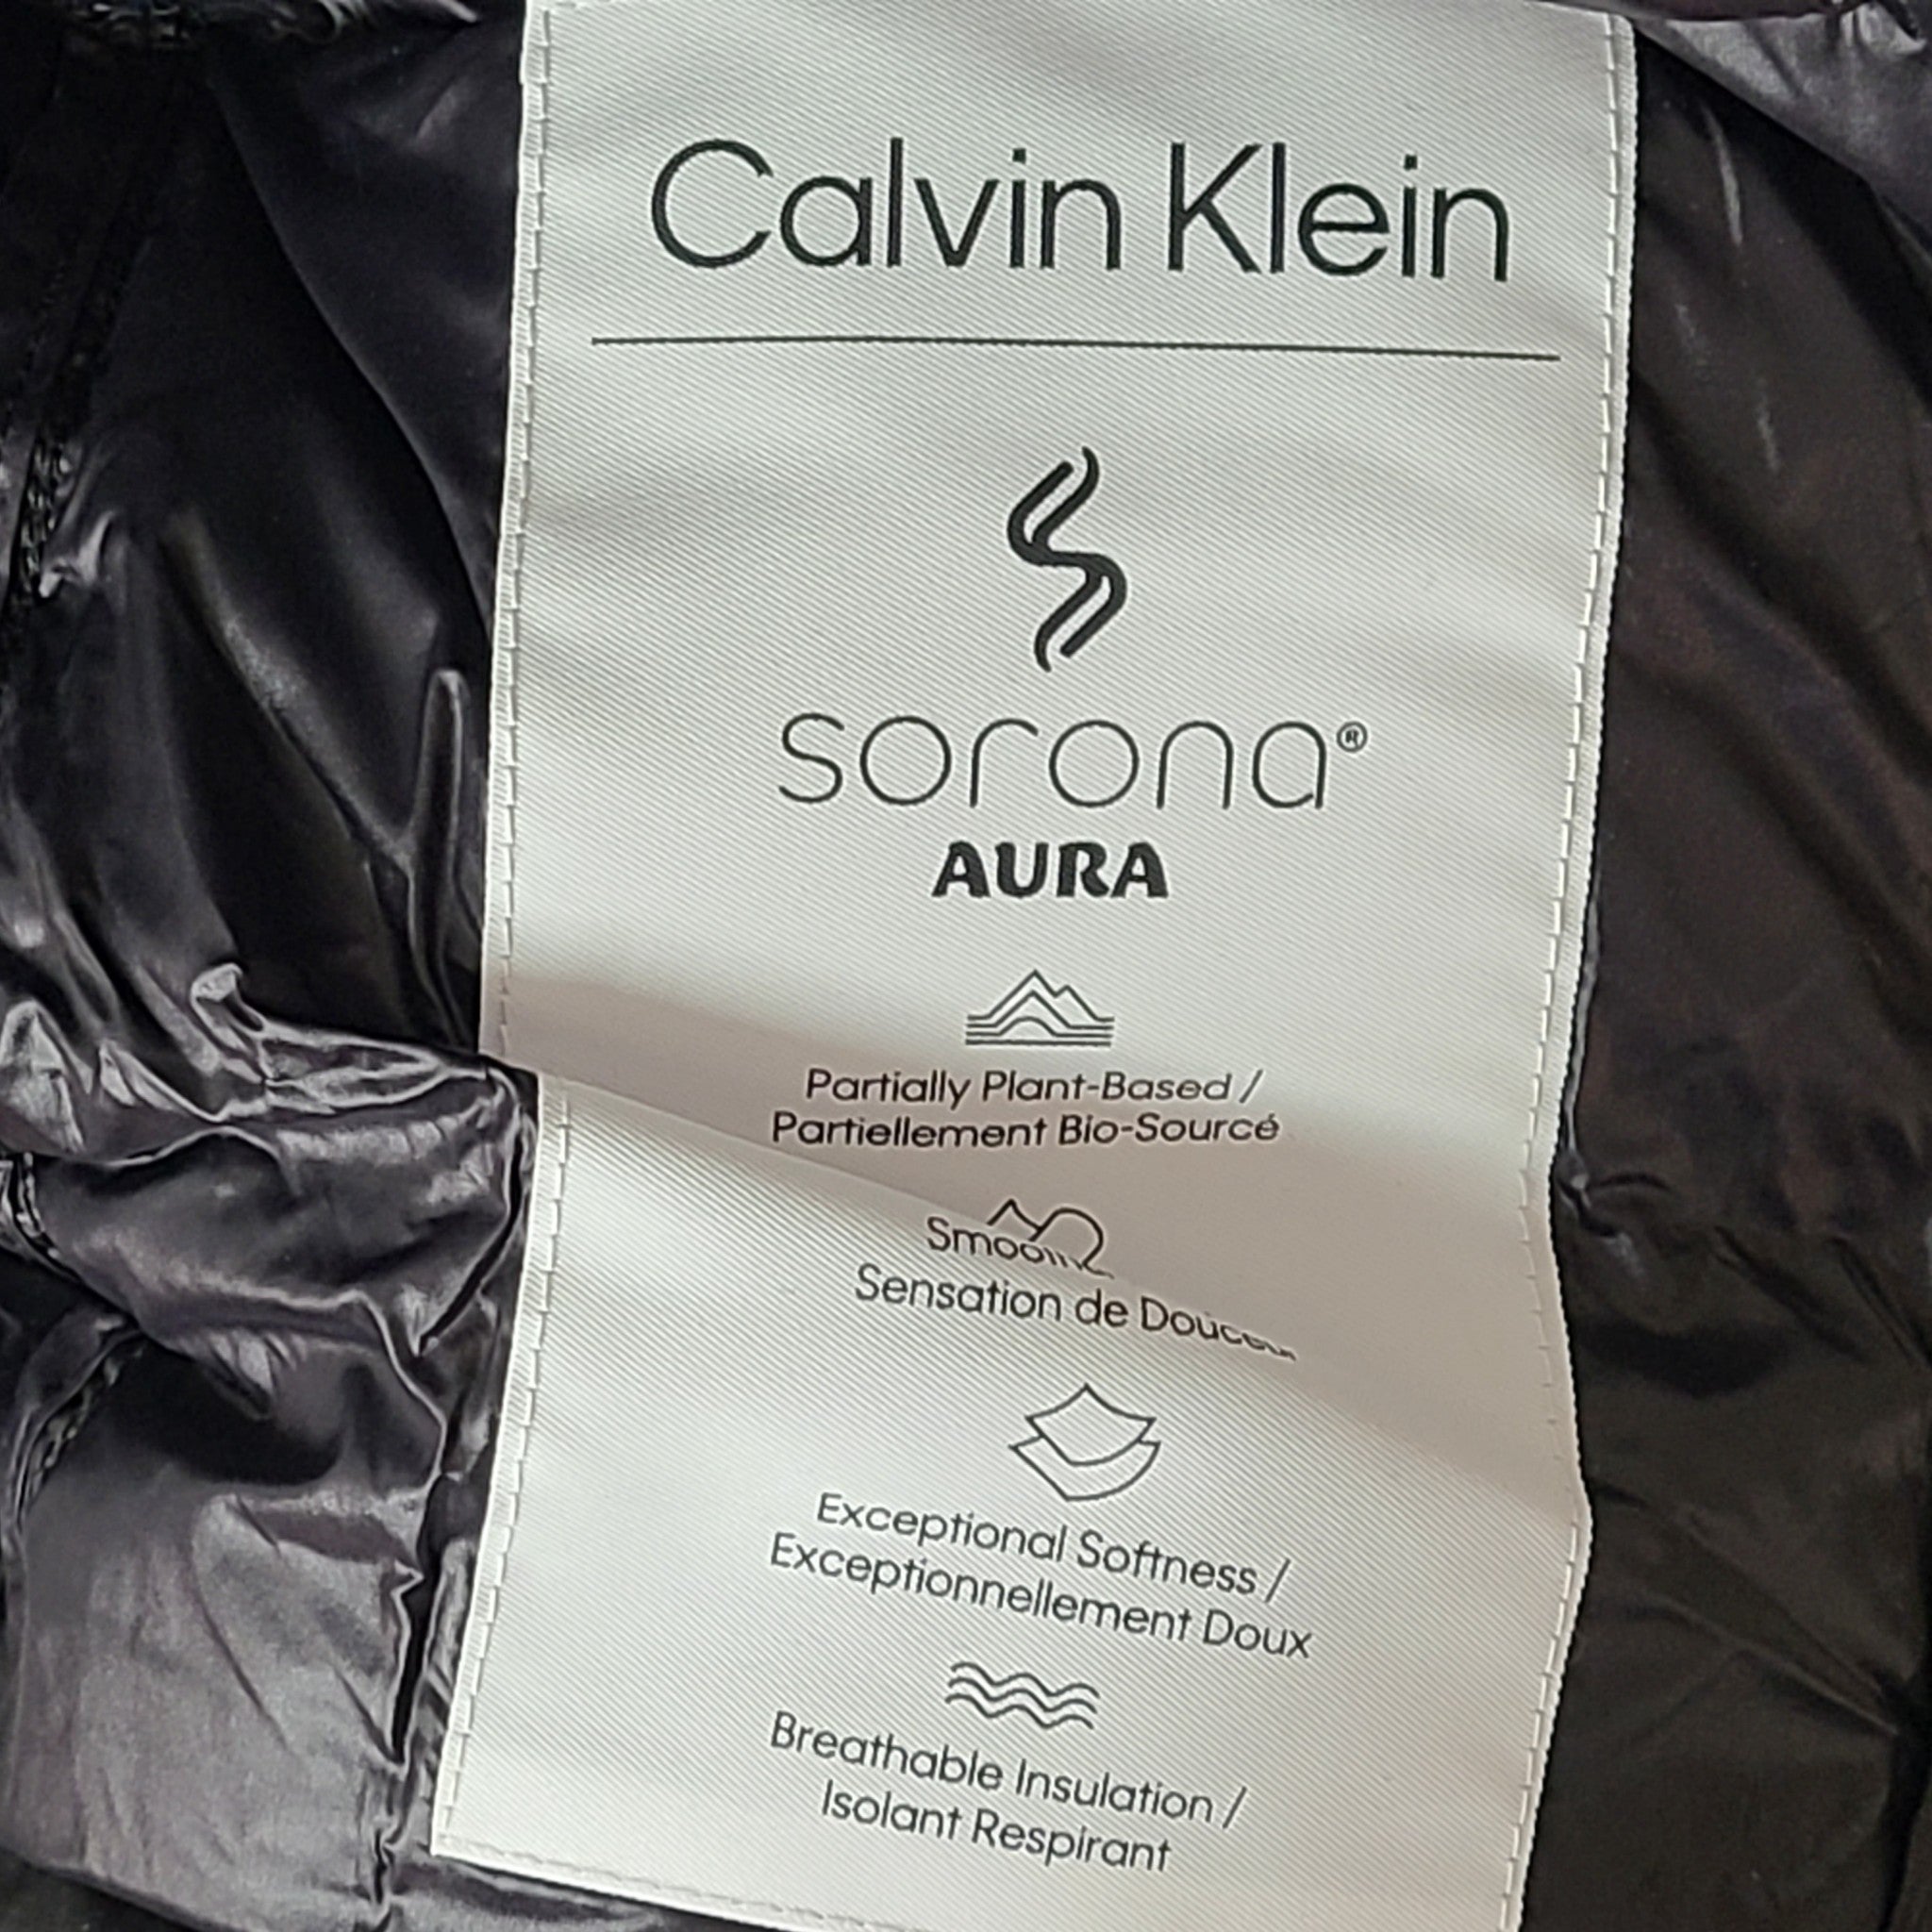 Calvin Klein
sorona®
AURA
Partially Plant-Based /
Partiellement Bio-Sourcé
Sensation de
Exceptional Softness /
Exceptionnellement Doux
Breathable Insulation /
Isolant Respirant